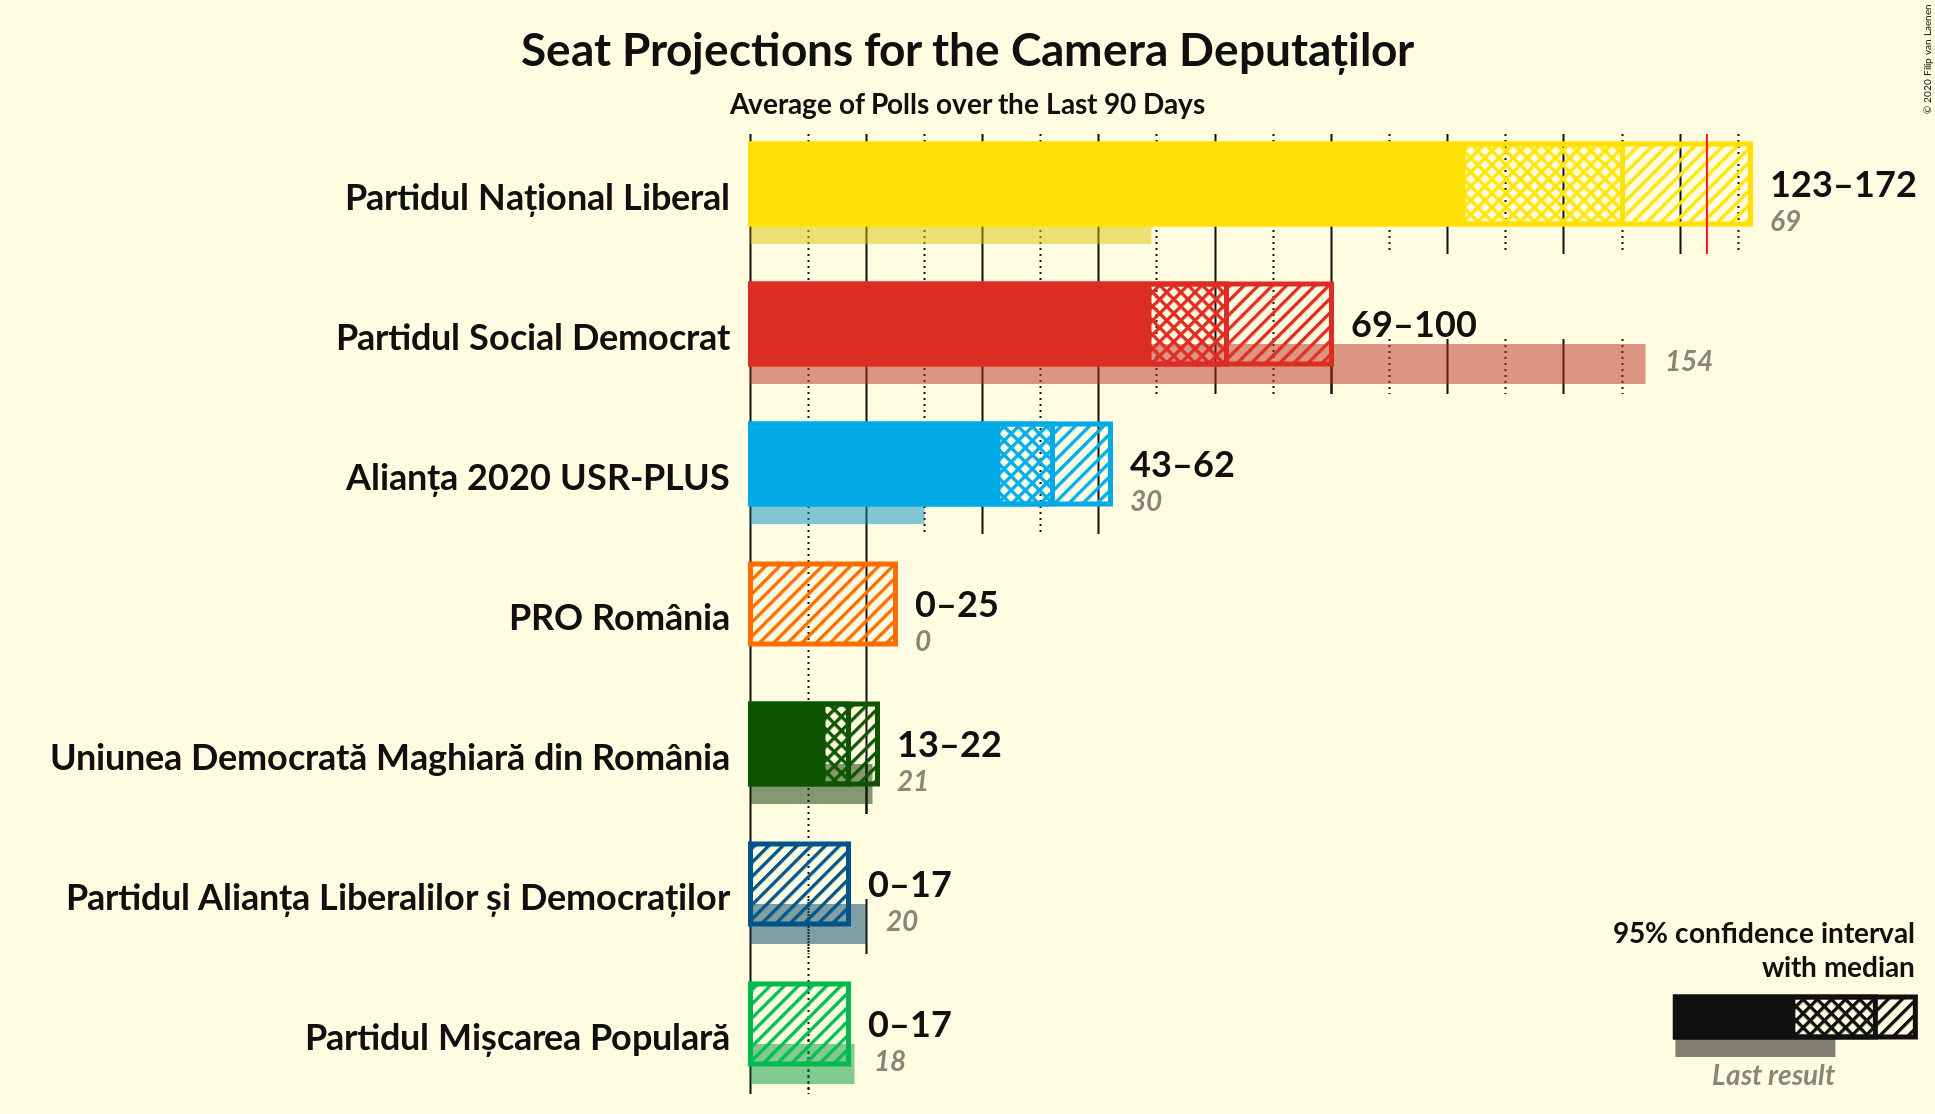 Seat Projections for the Camera Deputaților
Average of Polls over the Last 90 Days
© 2020 Filip van Laenen
Partidul Național Liberal
123–172
69
Partidul Social Democrat
69–100
154
Alianța 2020 USR-PLUS
43–62
30
PRO România
0–25
0
Uniunea Democrată Maghiară din România
13–22
21
Partidul Alianța Liberalilor și Democraților
0–17
20
Partidul Mișcarea Populară
0–17
18
95% confidence interval
with median
Last result